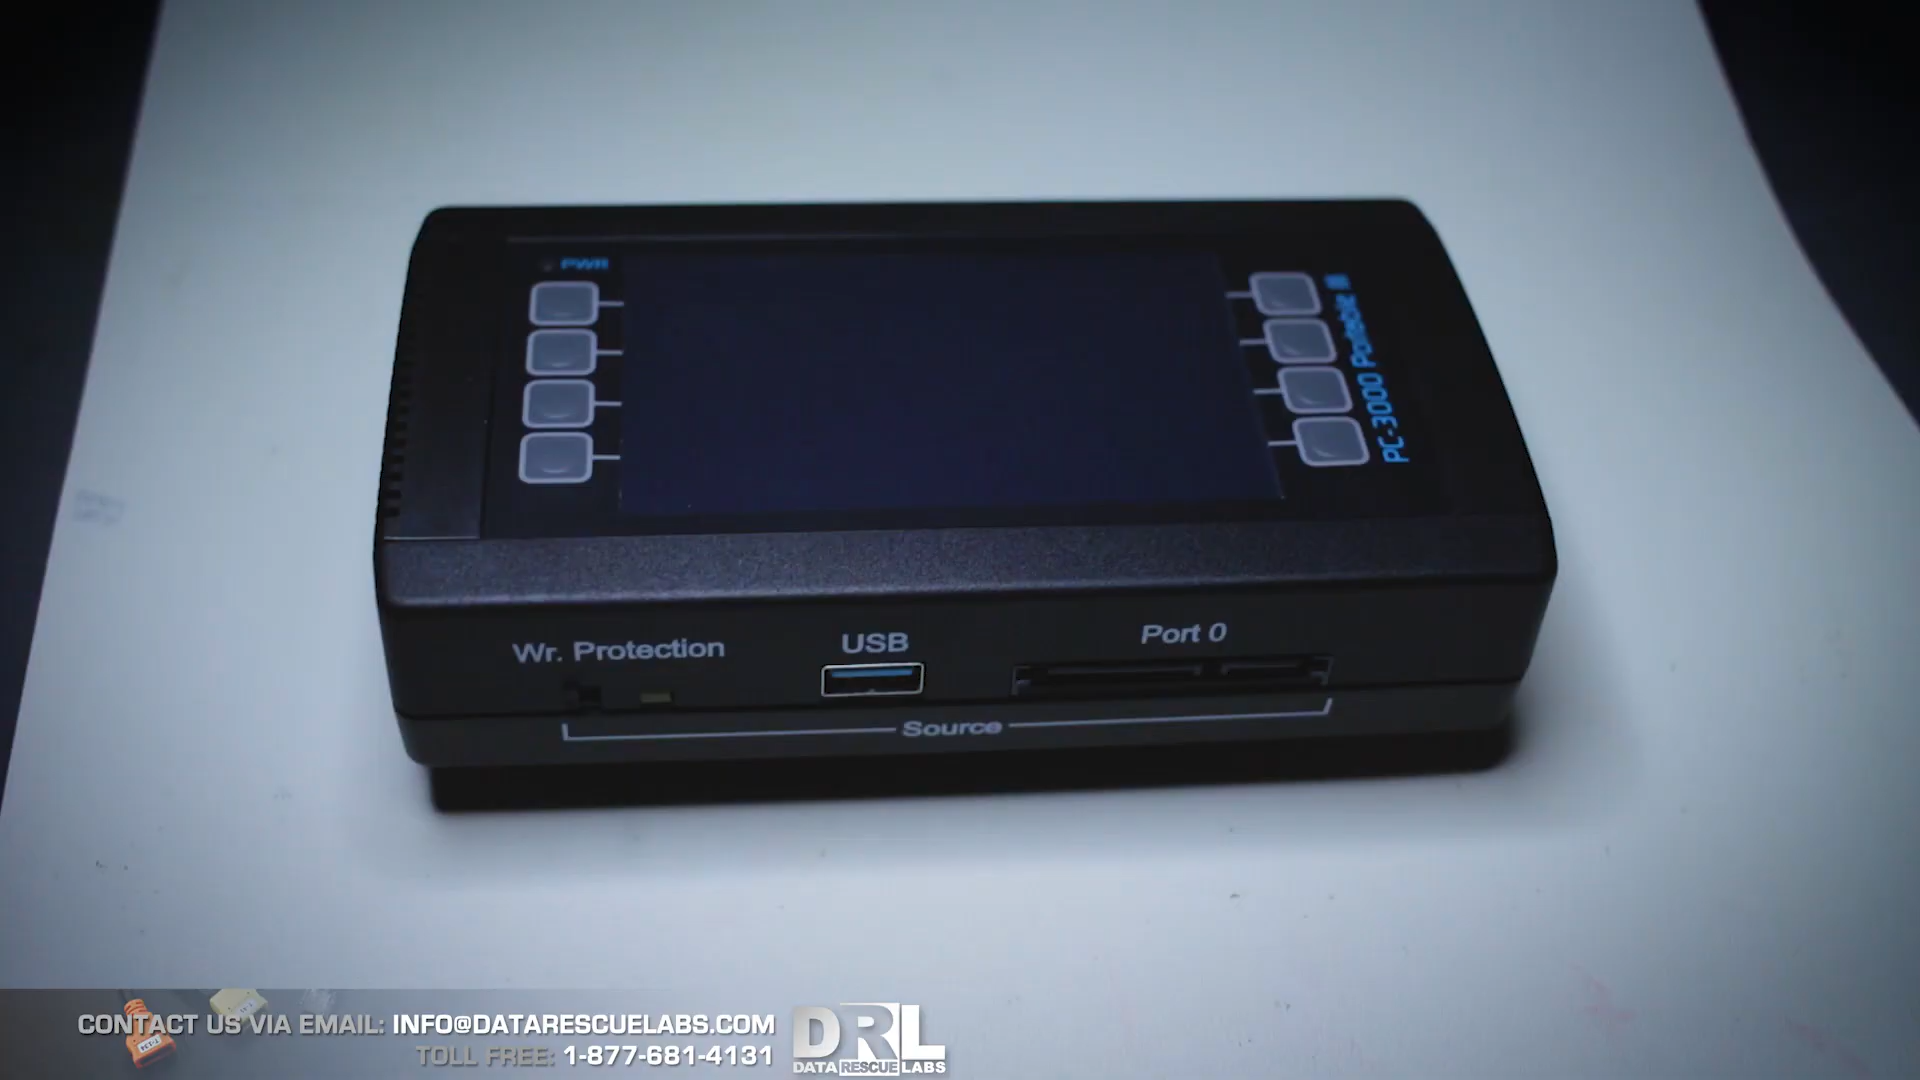 PWR
PC-3000 Portable III
Wr. Protection
USB
Port 0
Source
CONTACT US VIA EMAIL: INFO@DATARESCUELABS.COM
TOLL FREE: 1-877-681-4131
DRL
DATA RESCUE LABS